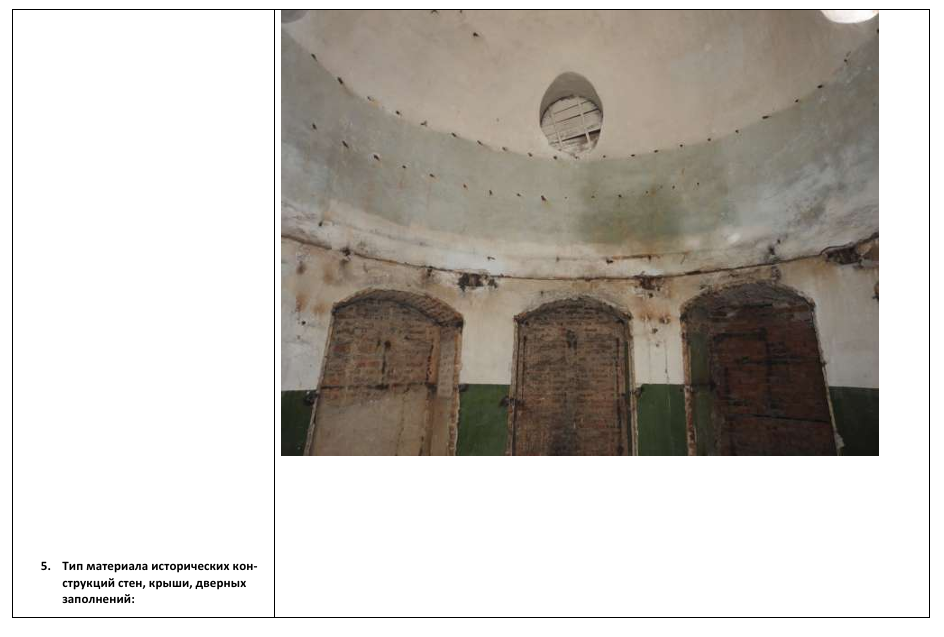 5. Тип материала исторических кон-
струкций стен, крыши, дверных
заполнений: